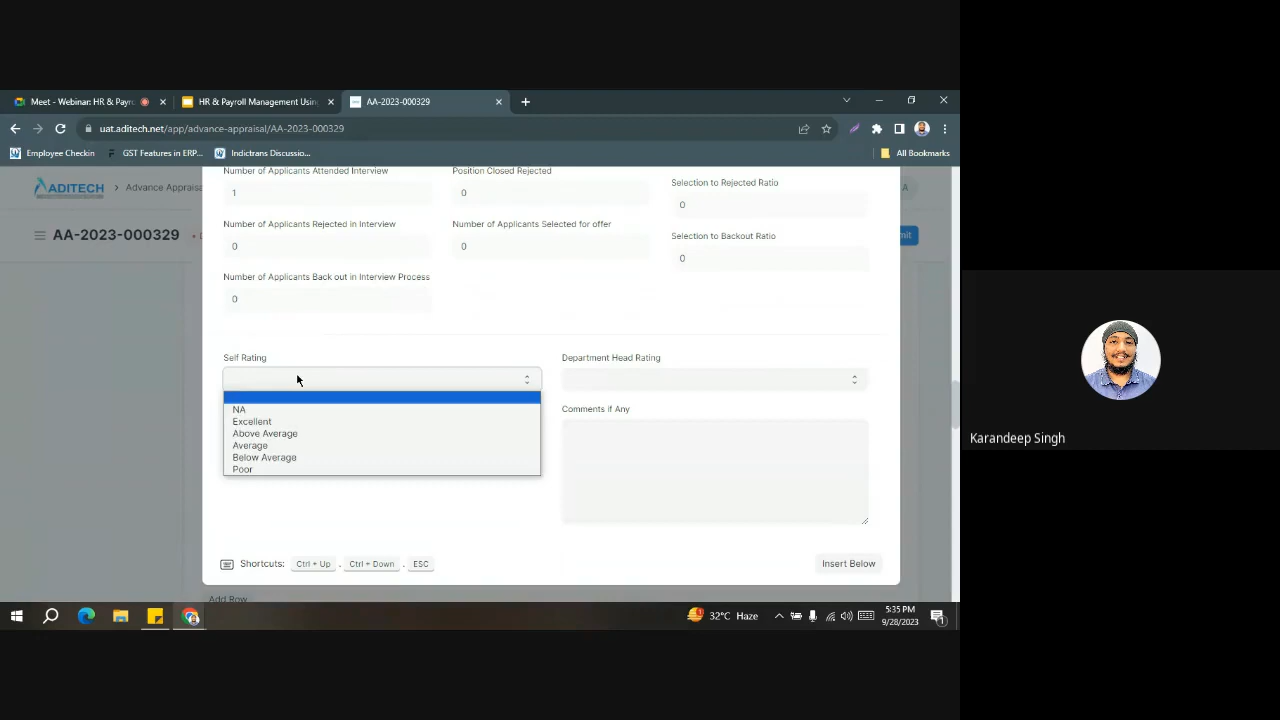 Meet - Webinar: HR & Payro
HR & Payroll Management Usin
AA-2023-000329
uat.aditech.net/app/advance-appraisal/AA-2023-000329
Employee Checkin
GST Features in ERP...
Indictrans Discussio...
All Bookmarks
ADITECH
Advance Appraisa
A
AA-2023-000329
mit
Number of Applicants Attended Interview
1
Position Closed Rejected
0
Selection to Rejected Ratio
0
Number of Applicants Rejected in Interview
0
Number of Applicants Selected for offer
0
Selection to Backout Ratio
0
Number of Applicants Back out in Interview Process
0
Self Rating
NA
Excellent
Above Average
Average
Below Average
Poor
Department Head Rating
Comments if Any
Shortcuts: Ctrl + Up . Ctrl + Down . ESC
Insert Below
Add Row
32°C Haze
5:35 PM
9/28/2023
1
Karandeep Singh